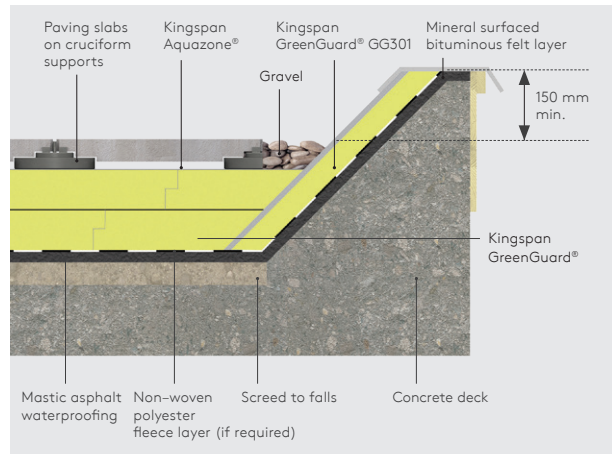 Paving slabs
on cruciform
supports
Kingspan
Aquazone®
Kingspan
GreenGuard® GG301
Mineral surfaced
bituminous felt layer
Gravel
150 mm
min.
Kingspan
GreenGuard®
Mastic asphalt
waterproofing
Non–woven
polyester
fleece layer (if required)
Screed to falls
Concrete deck